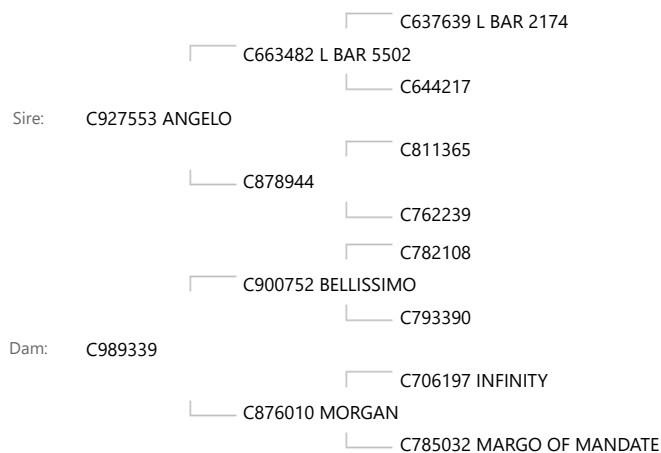 C637639 L BAR 2174
C663482 L BAR 5502
C644217
Sire: C927553 ANGELO
C811365
C878944
C762239
C782108
C900752 BELLISSIMO
C793390
Dam: C989339
C706197 INFINITY
C876010 MORGAN
C785032 MARGO OF MANDATE